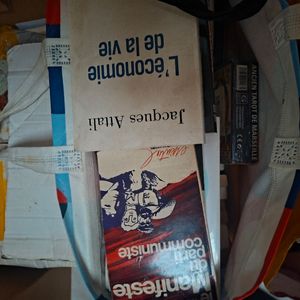 Jacques Attali
L'économie
de la vie
Manifeste
du
parti
communiste
ANCIEN TAROT DE MARSEILLE